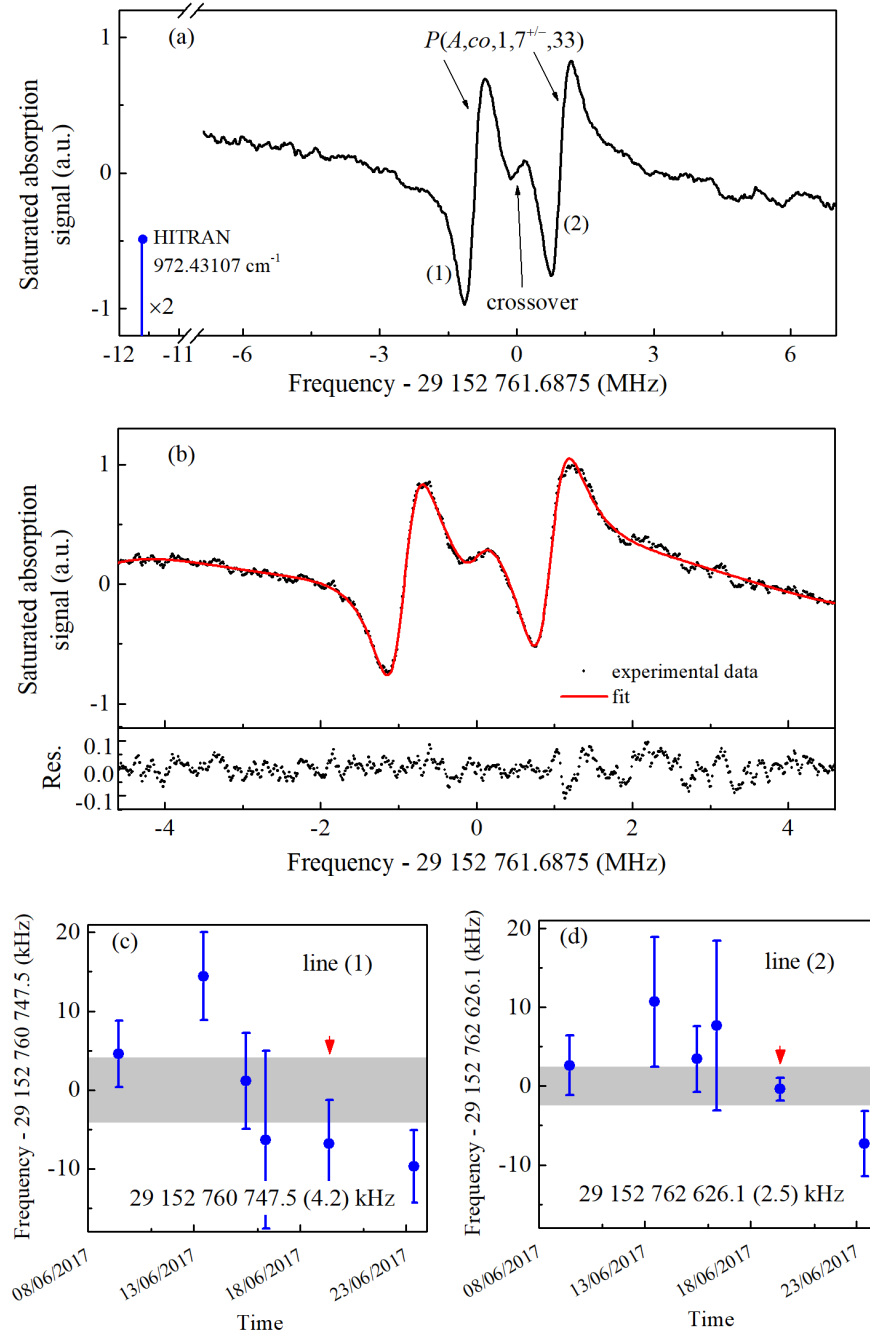 (a)
P(A,co,1,7+/−,33)
1
0
-1
Saturated absorption
signal (a.u.)
HITRAN
972.43107 cm-1
×2
(1)
(2)
crossover
-12
-11
-6
-3
0
3
6
Frequency - 29 152 761.6875 (MHz)
(b)
1
0
-1
Saturated absorption
signal (a.u.)
experimental data
fit
0.1
0.0
-0.1
Res.
-4
-2
0
2
4
Frequency - 29 152 761.6875 (MHz)
(c)
line (1)
20
10
0
-10
Frequency - 29 152 760 747.5 (kHz)
29 152 760 747.5 (4.2) kHz
08/06/2017
13/06/2017
18/06/2017
23/06/2017
Time
(d)
line (2)
20
10
0
-10
Frequency - 29 152 762 626.1 (kHz)
29 152 762 626.1 (2.5) kHz
08/06/2017
13/06/2017
18/06/2017
23/06/2017
Time